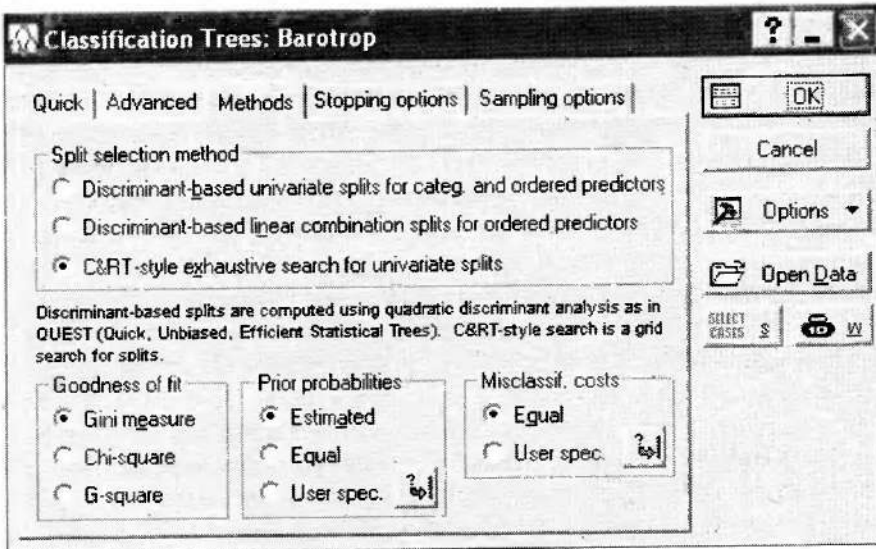 Classification Trees: Barotrop
Quick Advanced Methods Stopping options Sampling options
Split selection method
Discriminant-based univariate splits for categ. and ordered predictors
Discriminant-based linear combination splits for ordered predictors
C&RT-style exhaustive search for univariate splits
Discriminant-based splits are computed using quadratic discriminant analysis as in
QUEST (Quick, Unbiased, Efficient Statistical Trees). C&RT-style search is a grid
search for splits.
Goodness of fit
Gini measure
Chi-square
G-square
Prior probabilities
Estimated
Equal
User spec.
Misclassif. costs
Equal
User spec.
OK
Cancel
Options
Open Data
SELECT
CASES S
W